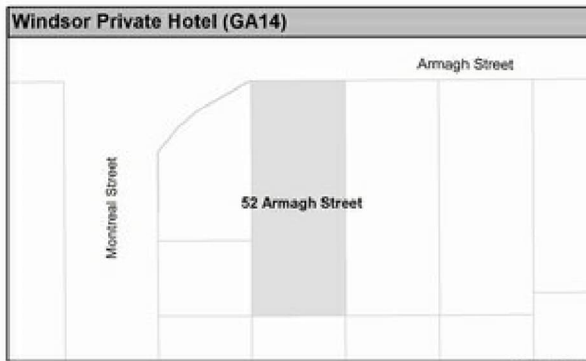 Windsor Private Hotel (GA14)
Armagh Street
Montreal Street
52 Armagh Street